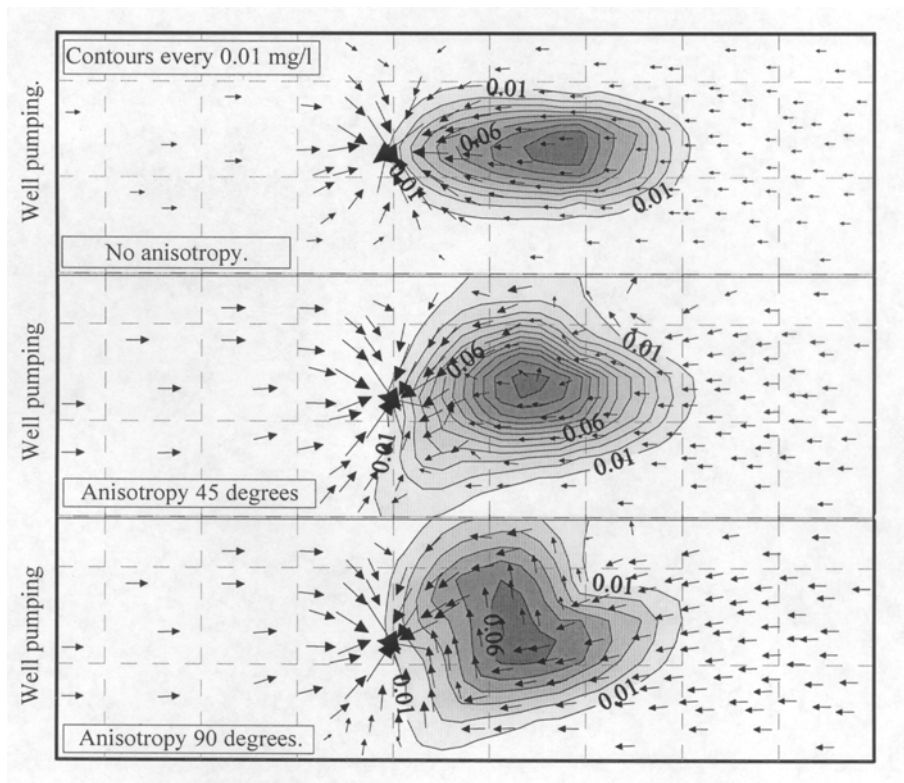 Contours every 0.01 mg/l
Well pumping.
0.01
0.06
0.01
0.01
No anisotropy.
Well pumping
0.01
0.06
0.06
0.01
0.01
Anisotropy 45 degrees
Well pumping
0.01
0.06
0.01
0.01
Anisotropy 90 degrees.